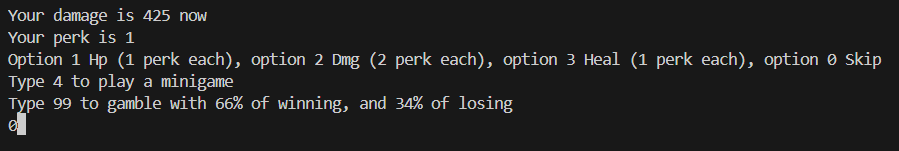 Your damage is 425 now
Your perk is 1
Option 1 Hp (1 perk each), option 2 Dmg (2 perk each), option 3 Heal (1 perk each), option 0 Skip
Type 4 to play a minigame
Type 99 to gamble with 66% of winning, and 34% of losing
0